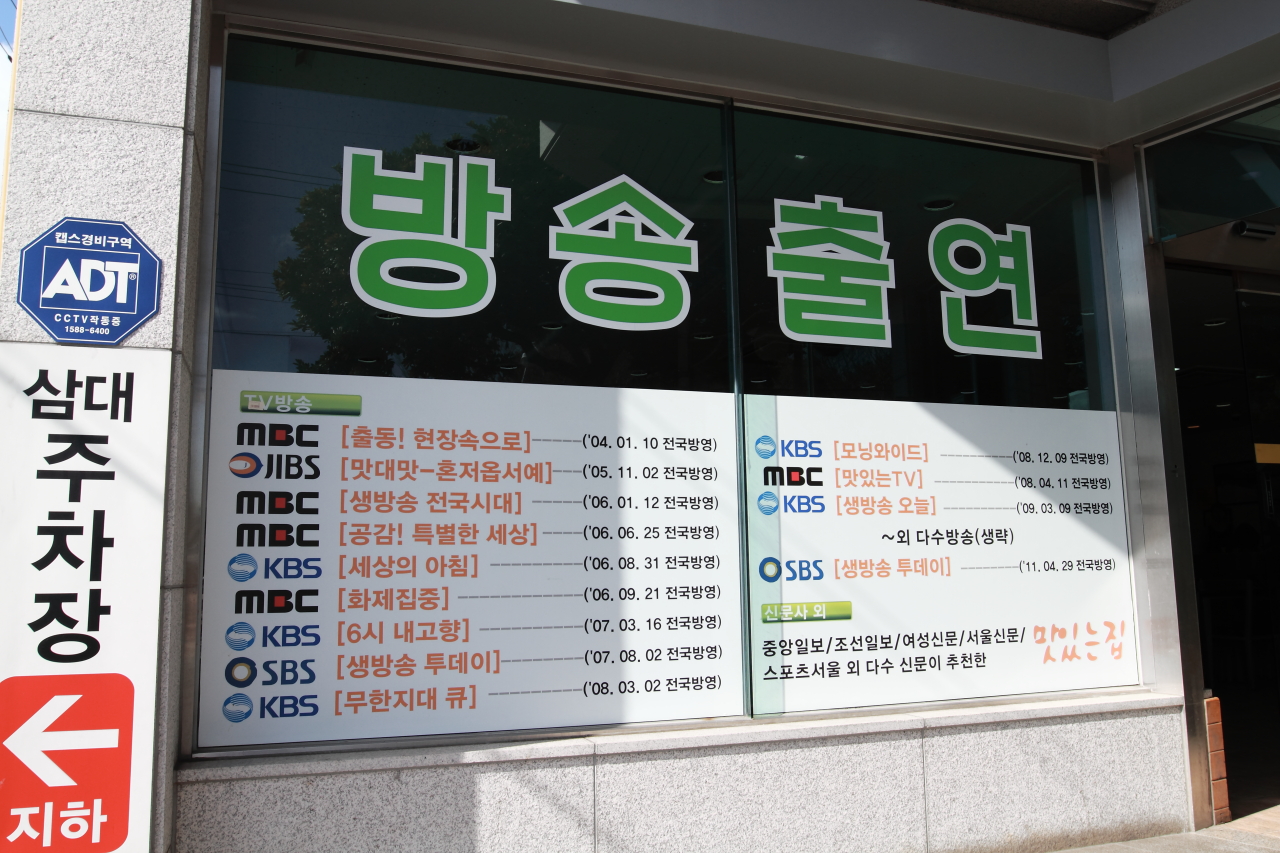 방송출연
캡스경비구역
ADT®
CCTV작동중
1588-6400
삼대
주차장
지하
TV방송
MBC [출동! 현장속으로]------('04. 01. 10 전국방영)
JIBS [맛대맛-혼저옵서예]------('05. 11. 02 전국방영)
MBC [생방송 전국시대]------('06. 01. 12 전국방영)
MBC [공감! 특별한 세상]------('06. 06. 25 전국방영)
KBS [세상의 아침]------('06. 08. 31 전국방영)
MBC [화제집중]------('06. 09. 21 전국방영)
KBS [6시 내고향]------('07. 03. 16 전국방영)
SBS [생방송 투데이]------('07. 08. 02 전국방영)
KBS [무한지대 큐]------('08. 03. 02 전국방영)
KBS [모닝와이드]------('08. 12. 09 전국방영)
MBC [맛있는TV]------('08. 04. 11 전국방영)
KBS [생방송 오늘]------('09. 03. 09 전국방영)
~외 다수방송(생략)
SBS [생방송 투데이]------('11. 04. 29 전국방영)
신문사 외
중앙일보/조선일보/여성신문/서울신문/
스포츠서울 외 다수 신문이 추천한
맛있는집